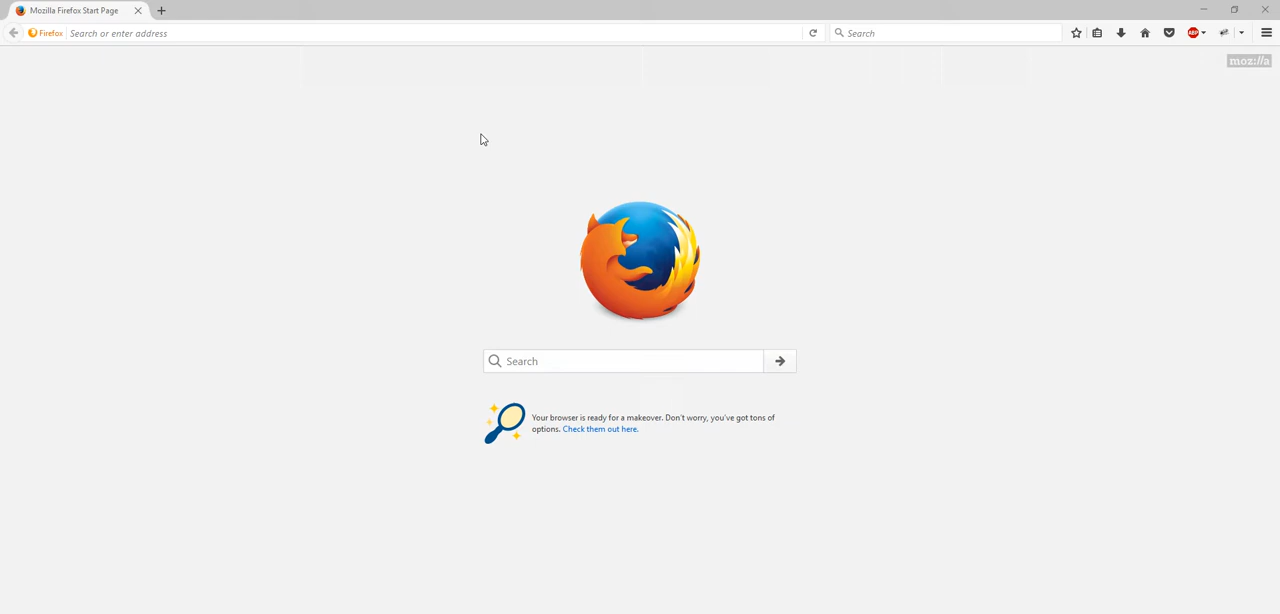 Mozilla Firefox Start Page
Firefox
Search or enter address
Search
ABP
moz://a
Search
Your browser is ready for a makeover. Don't worry, you've got tons of
options. Check them out here.